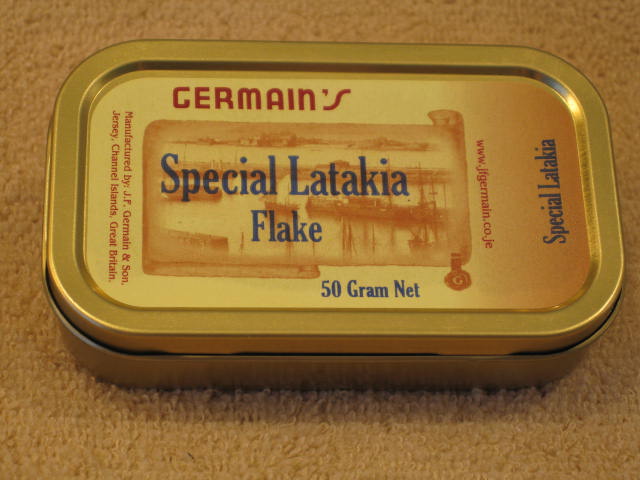 GERMAIN'S
Special Latakia
Flake
50 Gram Net
Manufactured by: J.F. Germain & Son.
Jersey, Channel Islands, Great Britain.
www.jfgermain.co.je
Special Latakia
G